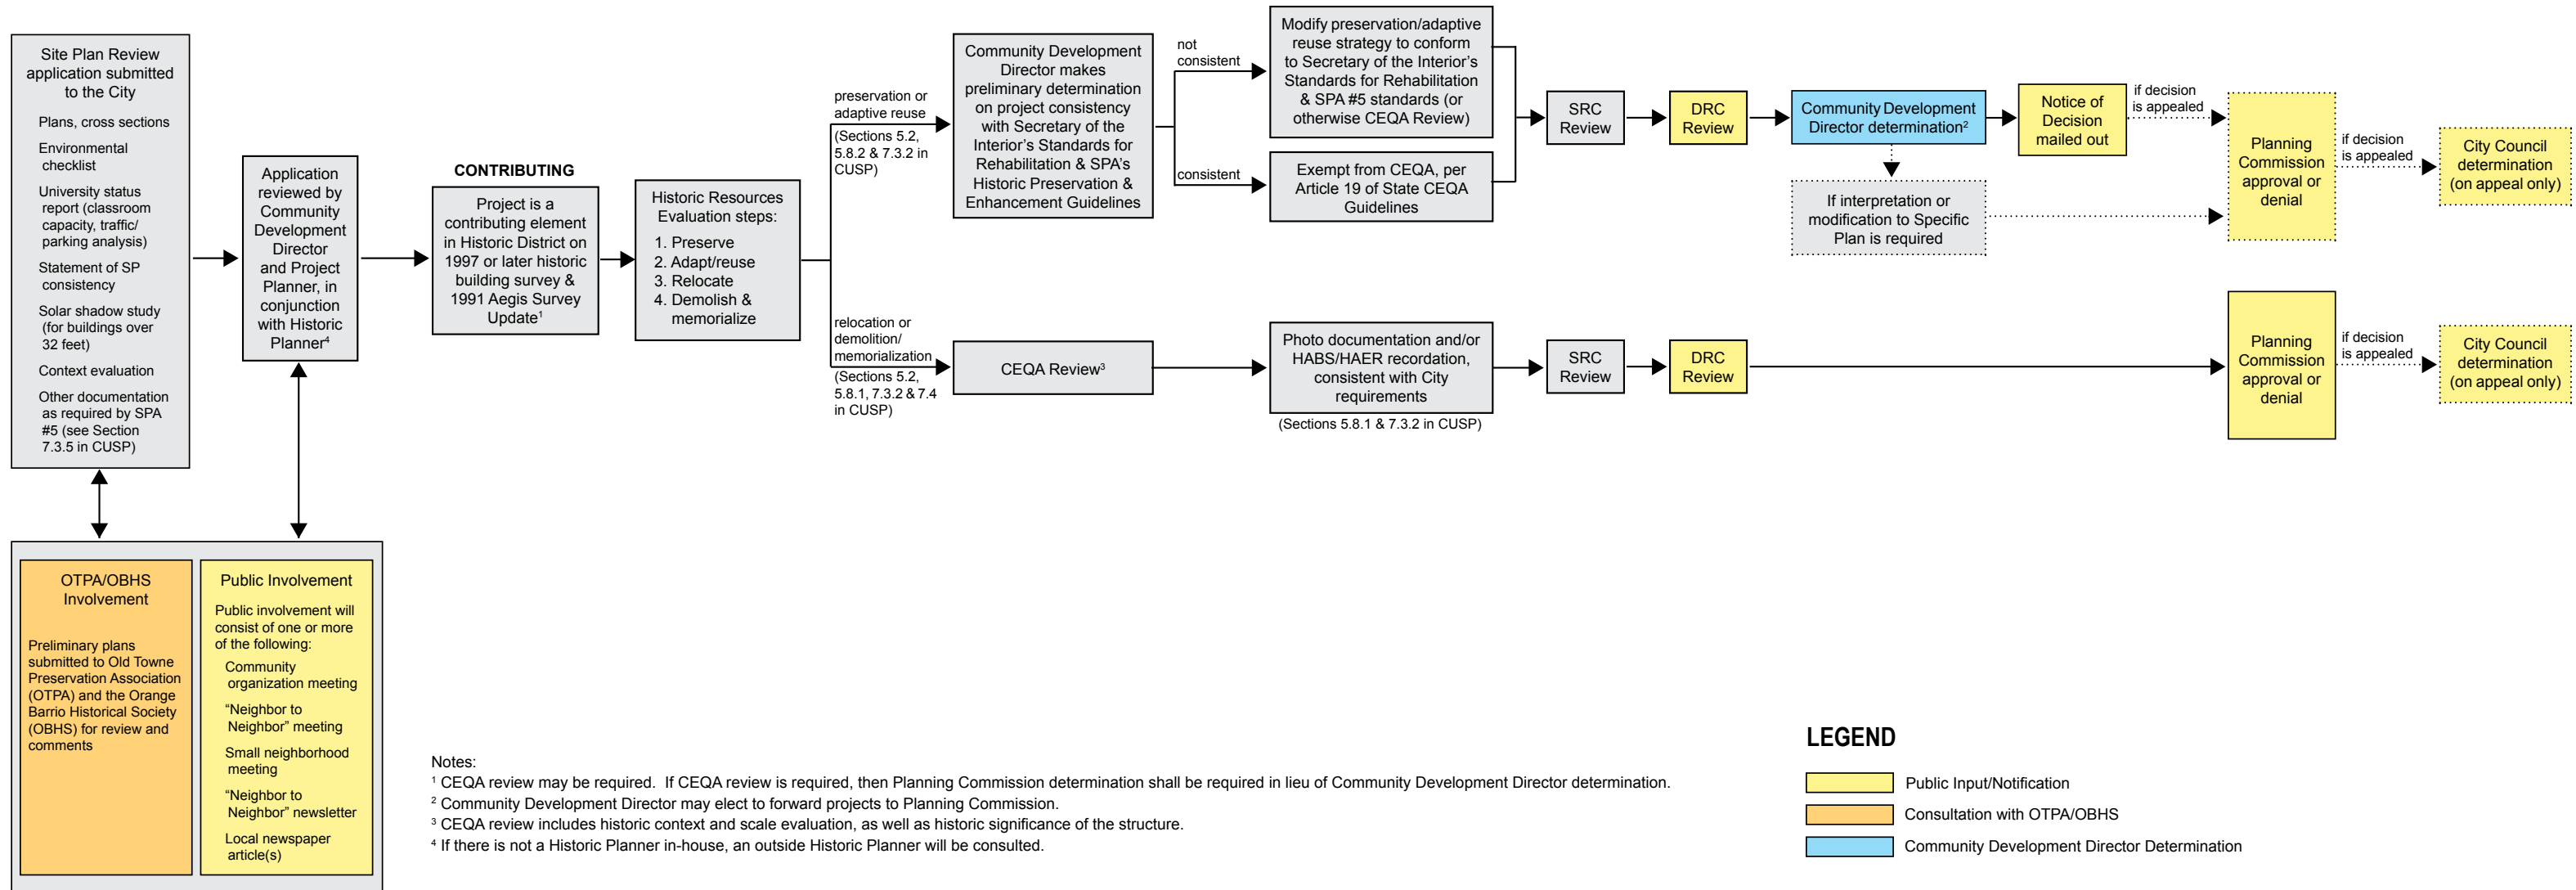 Site Plan Review
application submitted
to the City
Plans, cross sections
Environmental
checklist
University status
report (classroom
capacity, traffic/
parking analysis)
Statement of SP
consistency
Solar shadow study
(for buildings over
32 feet)
Context evaluation
Other documentation
as required by SPA
#5 (see Section
7.3.5 in CUSP)
OTPA/OBHS
Involvement
Preliminary plans
submitted to Old Towne
Preservation Association
(OTPA) and the Orange
Barrio Historical Society
(OBHS) for review and
comments
Public Involvement
Public involvement will
consist of one or more
of the following:
Community
organization meeting
“Neighbor to
Neighbor” meeting
Small neighborhood
meeting
“Neighbor to
Neighbor” newsletter
Local newspaper
article(s)
Application
reviewed by
Community
Development
Director
and Project
Planner, in
conjunction
with Historic
Planner⁴
CONTRIBUTING
Project is a
contributing element
in Historic District on
1997 or later historic
building survey &
1991 Aegis Survey
Update¹
Historic Resources
Evaluation steps:
1. Preserve
2. Adapt/reuse
3. Relocate
4. Demolish &
memorialize
preservation or
adaptive reuse
(Sections 5.2,
5.8.2 & 7.3.2 in
CUSP)
Community Development
Director makes
preliminary determination
on project consistency
with Secretary of the
Interior’s Standards for
Rehabilitation & SPA’s
Historic Preservation &
Enhancement Guidelines
not
consistent
Modify preservation/adaptive
reuse strategy to conform
to Secretary of the Interior’s
Standards for Rehabilitation
& SPA #5 standards (or
otherwise CEQA Review)
consistent
Exempt from CEQA, per
Article 19 of State CEQA
Guidelines
SRC
Review
DRC
Review
Community Development
Director determination²
If interpretation or
modification to Specific
Plan is required
Notice of
Decision
mailed out
if decision
is appealed
Planning
Commission
approval or
denial
if decision
is appealed
City Council
determination
(on appeal only)
relocation or
demolition/
memorialization
(Sections 5.2,
5.8.1, 7.3.2 & 7.4
in CUSP)
CEQA Review³
Photo documentation and/or
HABS/HAER recordation,
consistent with City
requirements
(Sections 5.8.1 & 7.3.2 in CUSP)
SRC
Review
DRC
Review
Planning
Commission
approval or
denial
if decision
is appealed
City Council
determination
(on appeal only)
Notes:
¹ CEQA review may be required. If CEQA review is required, then Planning Commission determination shall be required in lieu of Community Development Director determination.
² Community Development Director may elect to forward projects to Planning Commission.
³ CEQA review includes historic context and scale evaluation, as well as historic significance of the structure.
⁴ If there is not a Historic Planner in-house, an outside Historic Planner will be consulted.
LEGEND
Public Input/Notification
Consultation with OTPA/OBHS
Community Development Director Determination